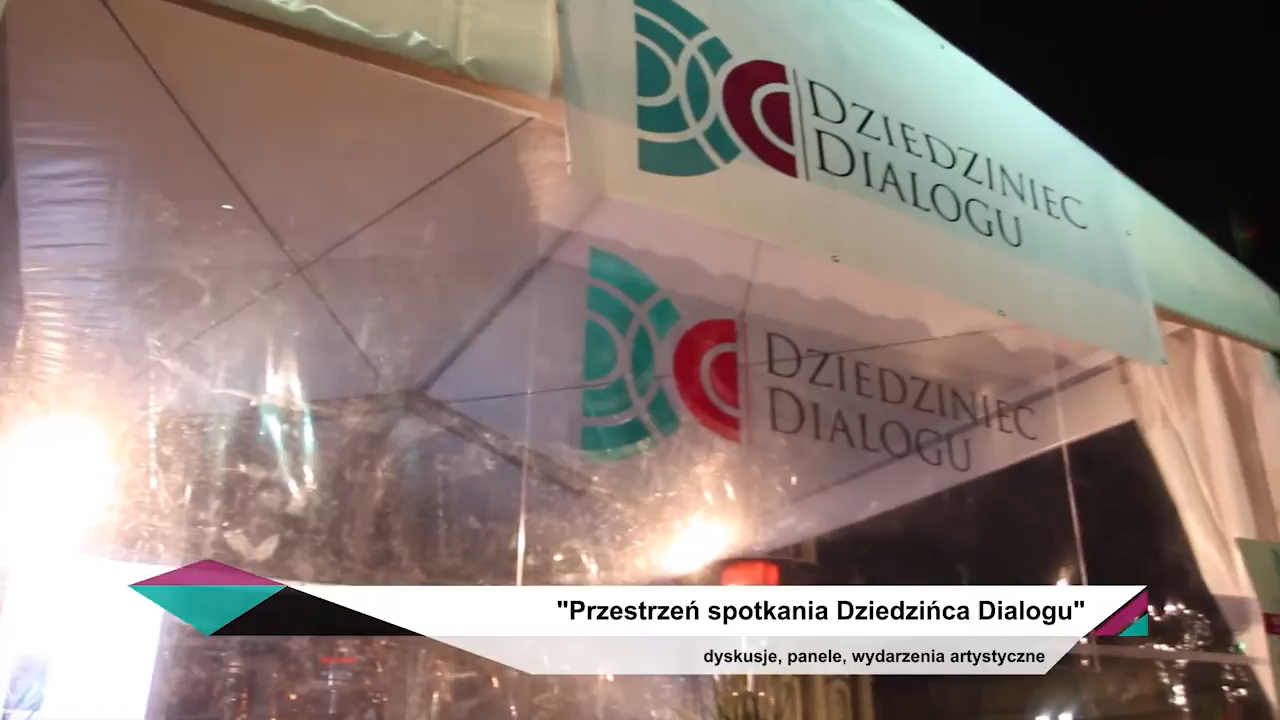 DZIEDZINIEC
DIALOGU
DZIEDZINIEC
DIALOGU
"Przestrzeń spotkania Dziedzińca Dialogu"
dyskusje, panele, wydarzenia artystyczne